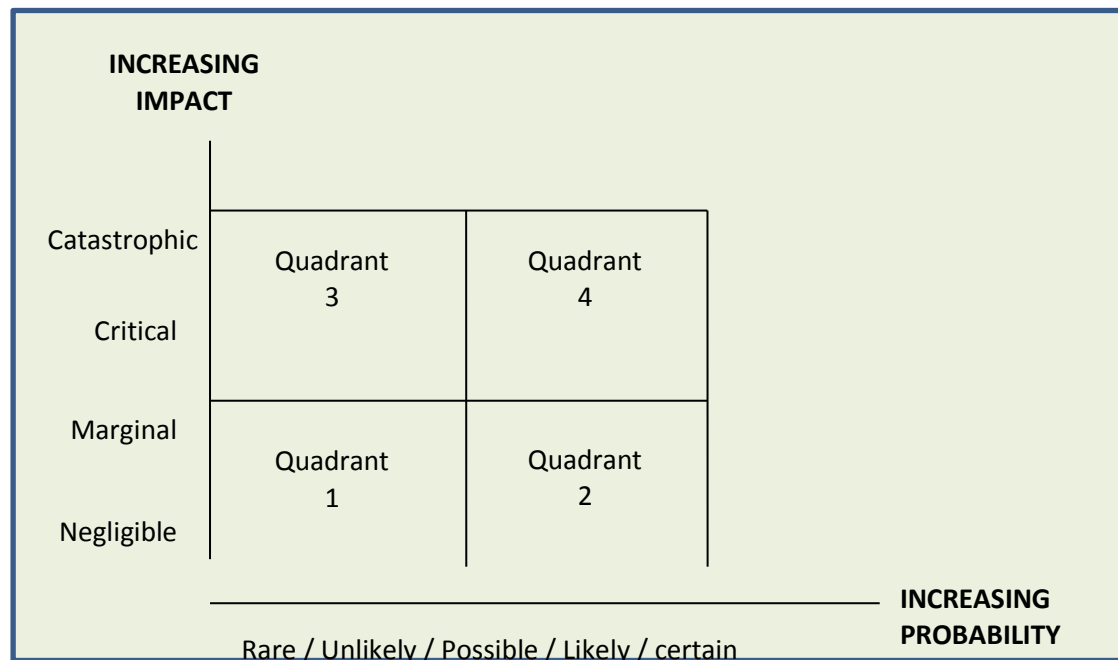 INCREASING
IMPACT
Catastrophic
Quadrant
3
Quadrant
4
Critical
Marginal
Quadrant
1
Quadrant
2
Negligible
INCREASING
PROBABILITY
Rare / Unlikely / Possible / Likely / certain